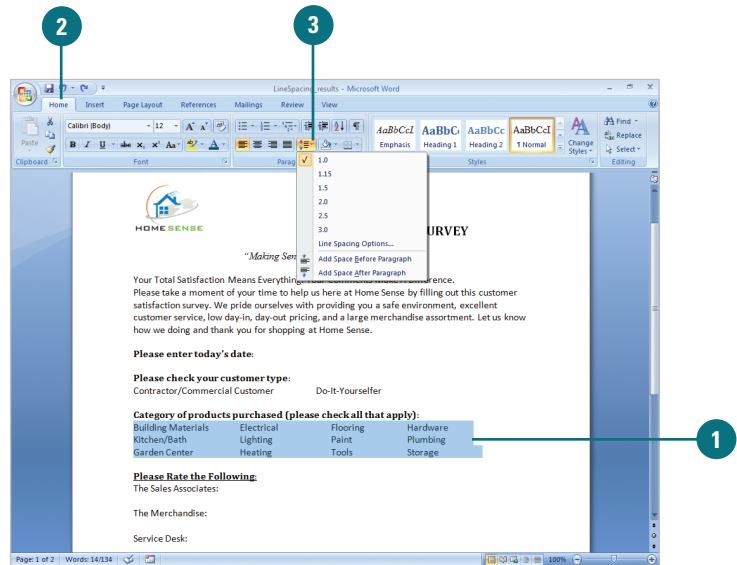 2
3
LineSpacing_results - Microsoft Word
Home Insert Page Layout References Mailings Review View
Calibri (Body) 12
Paste
AaBbCcI AaBbCc AaBbCc AaBbCcI
Emphasis Heading 1 Heading 2 ¶ Normal
Change Styles
Find
Replace
Select
Clipboard Font Parag Styles Editing
1.0
1.15
1.5
2.0
2.5
3.0
Line Spacing Options...
Add Space Before Paragraph
Add Space After Paragraph
HOMESENSE
URVEY
"Making Sen
Your Total Satisfaction Means Everything!
Please take a moment of your time to help us here at Home Sense by filling out this customer
satisfaction survey. We pride ourselves with providing you a safe environment, excellent
customer service, low day-in, day-out pricing, and a large merchandise assortment. Let us know
how we doing and thank you for shopping at Home Sense.
Please enter today's date:
Please check your customer type:
Contractor/Commercial Customer Do-It-Yourselfer
Category of products purchased (please check all that apply):
Building Materials Electrical Flooring Hardware
Kitchen/Bath Lighting Paint Plumbing
Garden Center Heating Tools Storage
1
Please Rate the Following:
The Sales Associates:
The Merchandise:
Service Desk:
Page: 1 of 2 Words: 14/134 100%